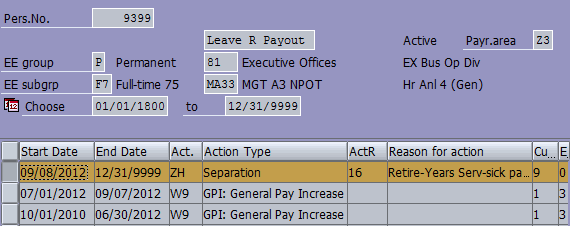 Pers.No. 9399
Leave R Payout Active Payr.area Z3
EE group P Permanent 81 Executive Offices EX Bus Op Div
EE subgrp F7 Full-time 75 MA33 MGT A3 NPOT Hr Anl 4 (Gen)
Choose 01/01/1800 to 12/31/9999
Start Date End Date Act. Action Type ActR Reason for action Cu... E
09/08/2012 12/31/9999 ZH Separation 16 Retire-Years Serv-sick pa... 9 0
07/01/2012 09/07/2012 W9 GPI: General Pay Increase 1 3
10/01/2010 06/30/2012 W9 GPI: General Pay Increase 1 3